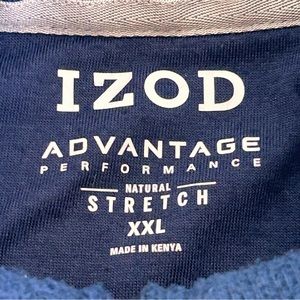 IZOD
ADVANTAGE
PERFORMANCE
NATURAL
STRETCH
XXL
MADE IN KENYA